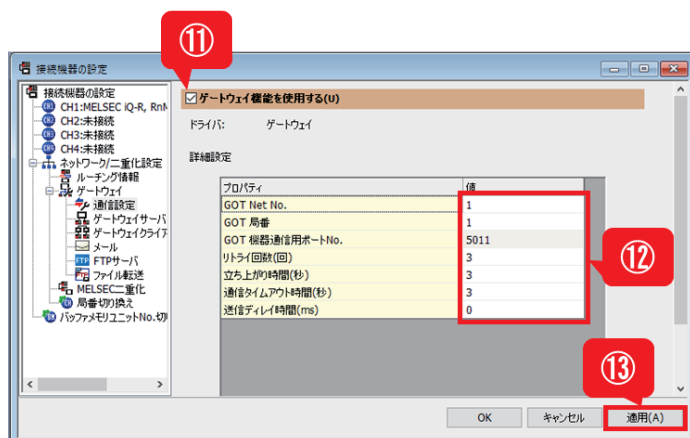 ⑪
接続機器の設定
接続機器の設定
CH1:MELSEC iQ-R, RnM
CH2:未接続
CH3:未接続
CH4:未接続
ネットワーク/二重化設定
ルーチング情報
ゲートウェイ
通信設定
ゲートウェイサーバ
ゲートウェイクライア
メール
FTP FTPサーバ
ファイル転送
MELSEC二重化
局番切り換え
バッファメモリユニットNo.切
ゲートウェイ機能を使用する(U)
ドライバ: ゲートウェイ
詳細設定
プロパティ 値
GOT Net No. 1
GOT 局番 1
GOT 機器通信用ポートNo. 5011
リトライ回数(回) 3
立ち上がり時間(秒) 3
通信タイムアウト時間(秒) 3
送信ディレイ時間(ms) 0
⑫
⑬
OK キャンセル 適用(A)